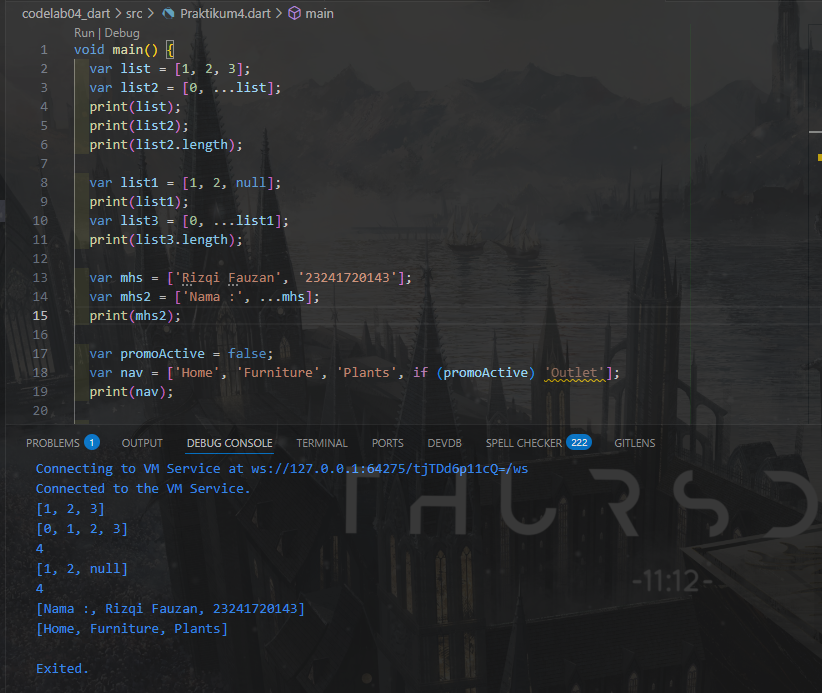 codelab04_dart > src > Praktikum4.dart > main
Run | Debug
1 void main() {
2 var list = [1, 2, 3];
3 var list2 = [0, ...list];
4 print(list);
5 print(list2);
6 print(list2.length);
7
8 var list1 = [1, 2, null];
9 print(list1);
10 var list3 = [0, ...list1];
11 print(list3.length);
12
13 var mhs = ['Rizqi Fauzan', '23241720143'];
14 var mhs2 = ['Nama :', ...mhs];
15 print(mhs2);
16
17 var promoActive = false;
18 var nav = ['Home', 'Furniture', 'Plants', if (promoActive) 'Outlet'];
19 print(nav);
20
PROBLEMS 1 OUTPUT DEBUG CONSOLE TERMINAL PORTS DEVDB SPELL CHECKER 222 GITLENS
Connecting to VM Service at ws://127.0.0.1:64275/tjTDd6p11cQ=/ws
Connected to the VM Service.
[1, 2, 3]
[0, 1, 2, 3]
4
[1, 2, null]
4
[Nama :, Rizqi Fauzan, 23241720143]
[Home, Furniture, Plants]
Exited.
THURSD
-11:12-